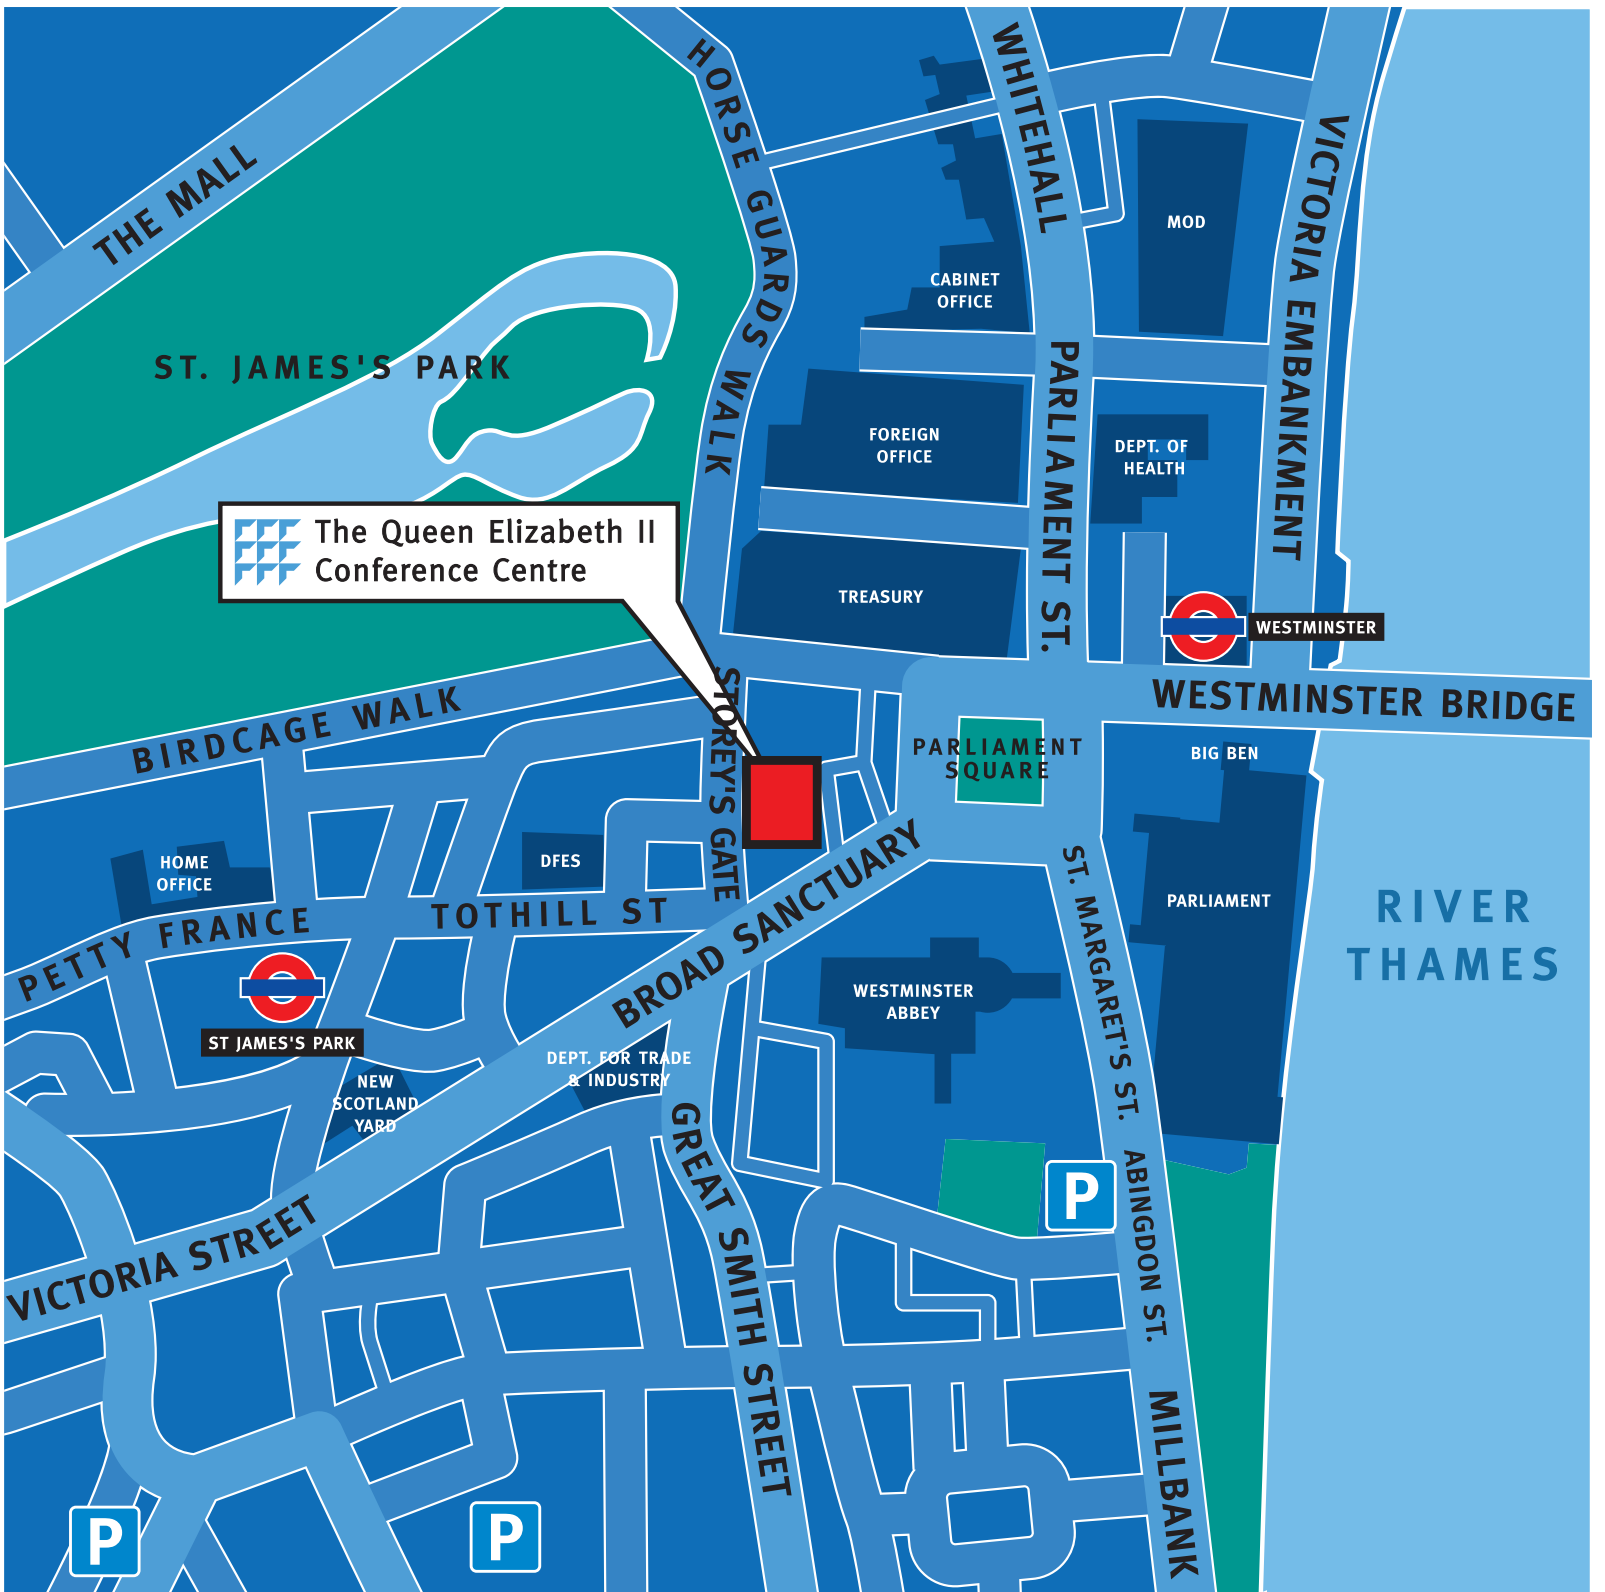 HORSE GUARDS WALK
WHITEHALL
VICTORIA EMBANKMENT
THE MALL
MOD
CABINET
OFFICE
ST. JAMES'S PARK
PARLIAMENT ST.
FOREIGN
OFFICE
DEPT. OF
HEALTH
The Queen Elizabeth II
Conference Centre
TREASURY
WESTMINSTER
STOREY'S GATE
WESTMINSTER BRIDGE
BIRDCAGE WALK
PARLIAMENT
SQUARE
BIG BEN
HOME
OFFICE
DFES
BROAD SANCTUARY
ST. MARGARET'S ST.
PARLIAMENT
RIVER
THAMES
PETTY FRANCE
TOTHILL ST
WESTMINSTER
ABBEY
ST JAMES'S PARK
DEPT. FOR TRADE
& INDUSTRY
NEW
SCOTLAND
YARD
GREAT SMITH STREET
ABINGDON ST.
P
VICTORIA STREET
MILLBANK
P
P